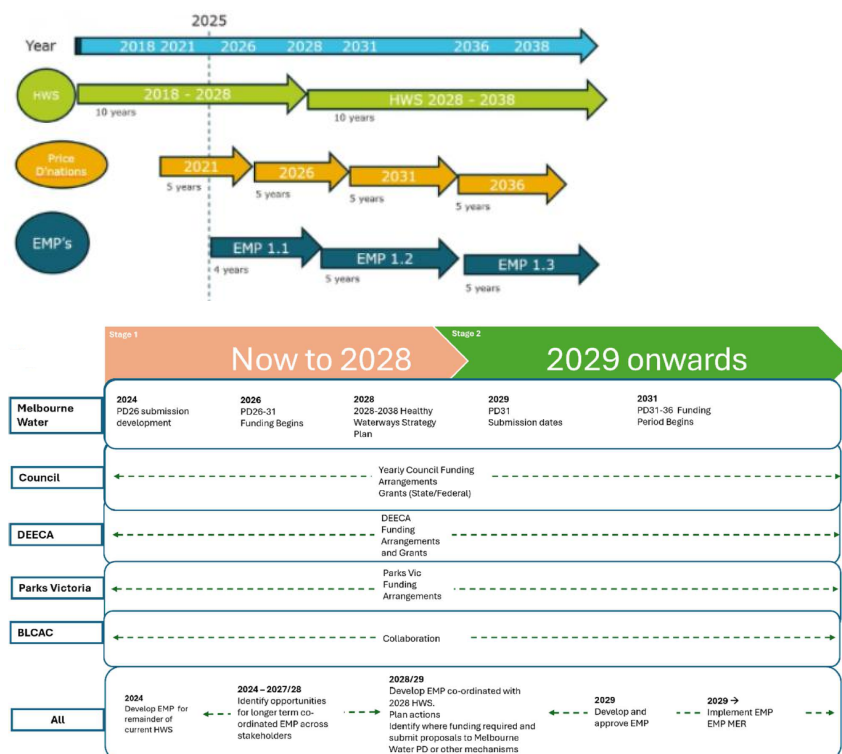 2025
Year
2018 2021 2026 2028 2031 2036 2038
HWS
2018 - 2028
HWS 2028 - 2038
10 years
10 years
Price
D'nations
2021
2026
2031
2036
5 years
5 years
5 years
5 years
EMP's
EMP 1.1
EMP 1.2
EMP 1.3
4 years
5 years
5 years
Stage 1
Now to 2028
Stage 2
2029 onwards
Melbourne
Water
2024
PD26 submission
development
2026
PD26-31
Funding Begins
2028
2028-2038 Healthy
Waterways Strategy
Plan
2029
PD31
Submission dates
2031
PD31-36 Funding
Period Begins
Council
Yearly Council Funding
Arrangements
Grants (State/Federal)
DEECA
DEECA
Funding
Arrangements
and Grants
Parks Victoria
Parks Vic
Funding
Arrangements
BLCAC
Collaboration
All
2024
Develop EMP for
remainder of
current HWS
2024 – 2027/28
Identify opportunities
for longer term co-
ordinated EMP across
stakeholders
2028/29
Develop EMP co-ordinated with
2028 HWS.
Plan actions
Identify where funding required and
submit proposals to Melbourne
Water PD or other mechanisms
2029
Develop and
approve EMP
2029 →
Implement EMP
EMP MER